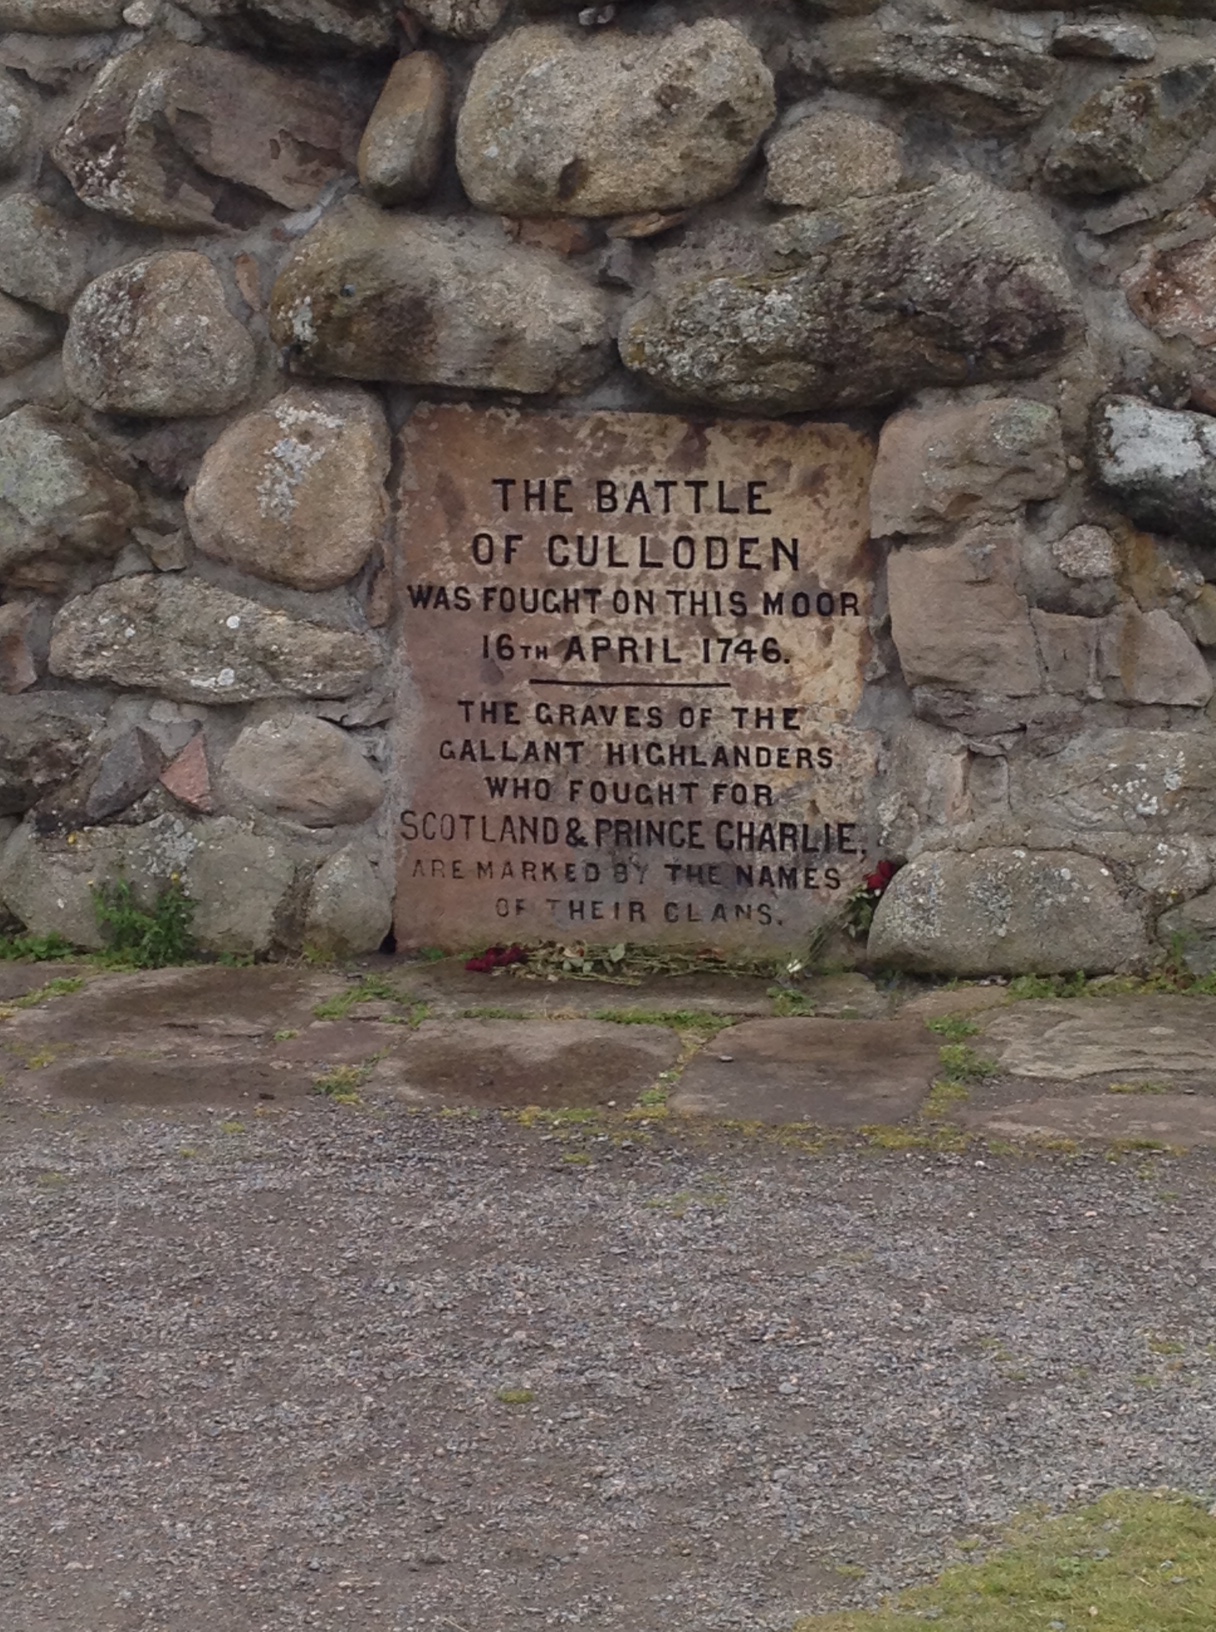 THE BATTLE
OF CULLODEN
WAS FOUGHT ON THIS MOOR
16TH APRIL 1746.
THE GRAVES OF THE
GALLANT HIGHLANDERS
WHO FOUGHT FOR
SCOTLAND & PRINCE CHARLIE,
ARE MARKED BY THE NAMES
OF THEIR CLANS.